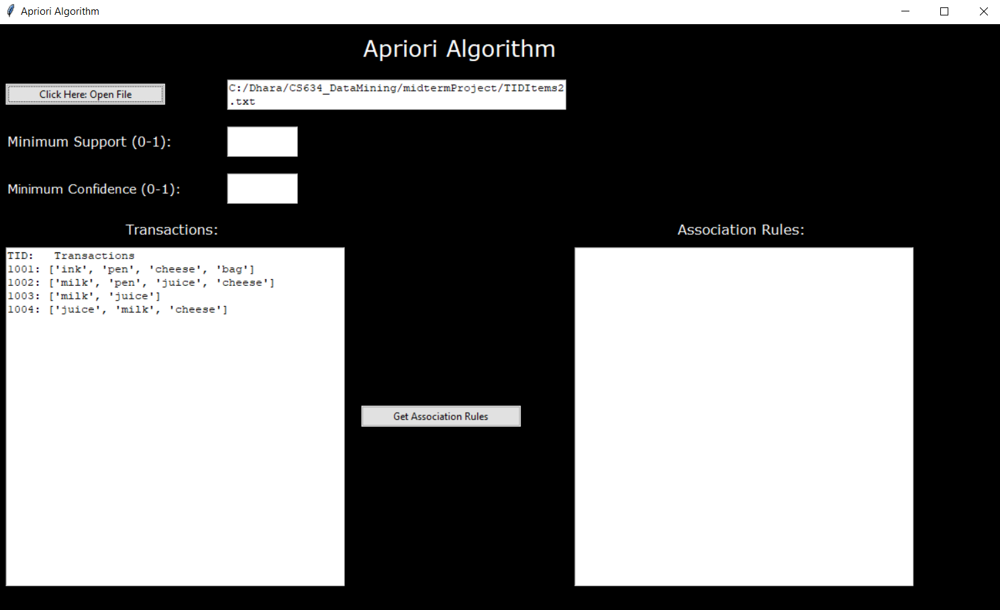 Apriori Algorithm
Apriori Algorithm
Click Here: Open File
C:/Dhara/CS634_DataMining/midtermProject/TIDItems2
.txt
Minimum Support (0-1):
Minimum Confidence (0-1):
Transactions:
Association Rules:
TID:   Transactions
1001: ['ink', 'pen', 'cheese', 'bag']
1002: ['milk', 'pen', 'juice', 'cheese']
1003: ['milk', 'juice']
1004: ['juice', 'milk', 'cheese']
Get Association Rules